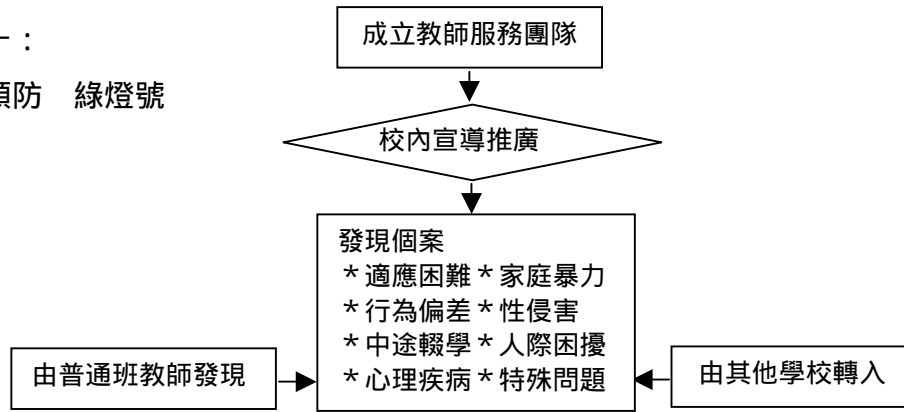 成立教師服務團隊
：
防　綠燈號
校內宣導推廣
發現個案
＊適應困難＊家庭暴力
＊行為偏差＊性侵害
＊中途輟學＊人際困擾
＊心理疾病＊特殊問題
由普通班教師發現
由其他學校轉入